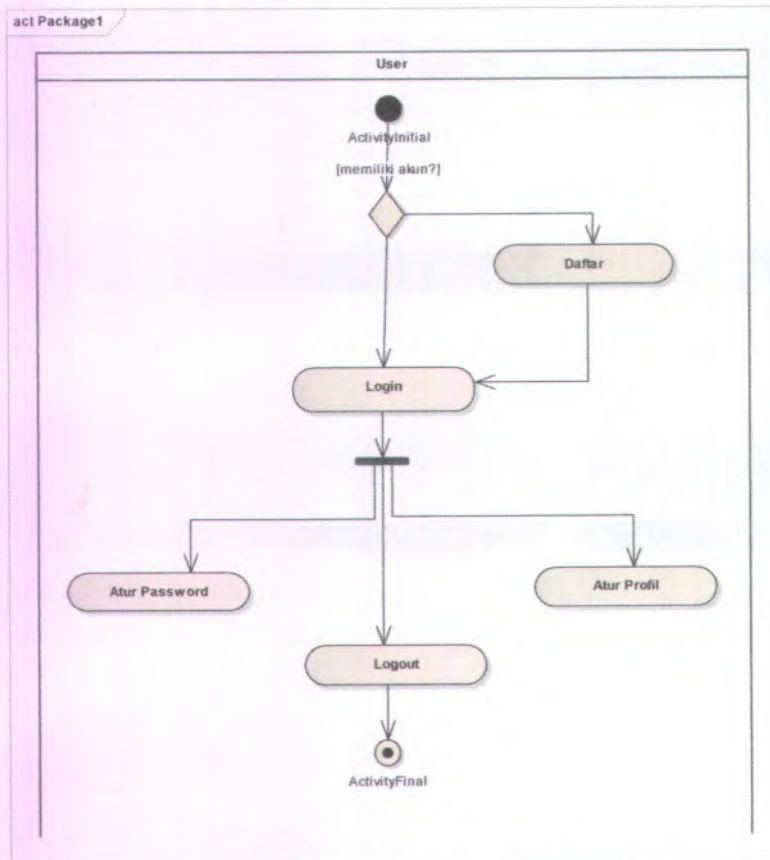 act Package1
User
ActivityInitial
[memiliki akun?]
Daftar
Login
Atur Password
Atur Profil
Logout
ActivityFinal